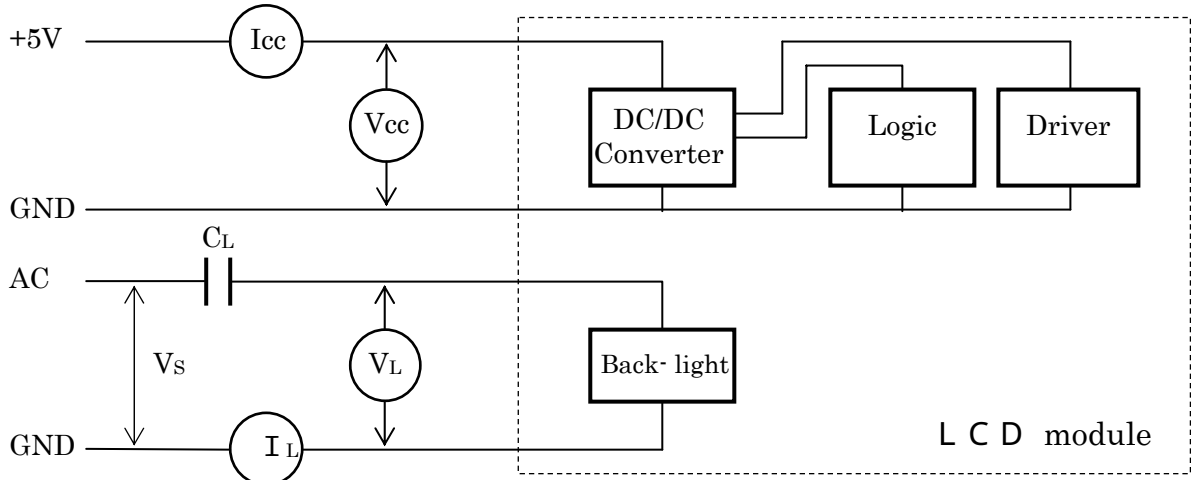 +5V
Icc
Vcc
DC/DC
Converter
Logic
Driver
GND
CL
AC
VS
VL
Back- light
GND
IL
LCD module